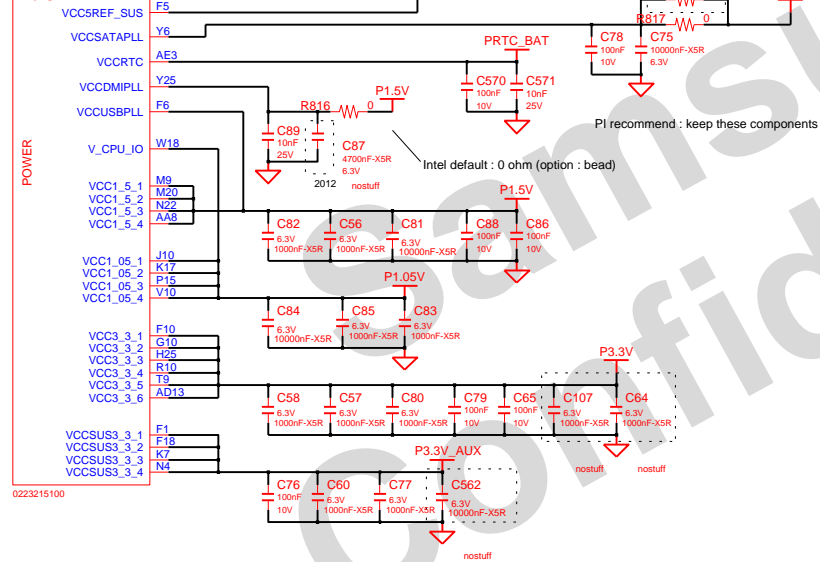 VCC5REF_SUS F5
VCCSATAPLL Y6
VCCRTC AE3
VCCDMIPLL Y25
VCCUSBPLL F6
V_CPU_IO W18
VCC1_5_1 M9
VCC1_5_2 M20
VCC1_5_3 N22
VCC1_5_4 AA8
VCC1_05_1 J10
VCC1_05_2 K17
VCC1_05_3 P15
VCC1_05_4 V10
VCC3_3_1 F10
VCC3_3_2 G10
VCC3_3_3 H25
VCC3_3_4 R10
VCC3_3_5 T9
VCC3_3_6 AD13
VCCSUS3_3_1 F1
VCCSUS3_3_2 F18
VCCSUS3_3_3 K7
VCCSUS3_3_4 N4
POWER
0223215100
R817 0
C78 100nF 10V
C75 10000nF-X5R 6.3V
PRTC_BAT
C570 100nF 10V
C571 10nF 25V
PI recommend : keep these components
P1.5V
R816 0
C89 10nF 25V
C87 4700nF-X5R 6.3V
2012 nostuff
Intel default : 0 ohm (option : bead)
P1.5V
C82 6.3V 1000nF-X5R
C56 6.3V 1000nF-X5R
C81 6.3V 10000nF-X5R
C88 100nF 10V
C86 100nF 10V
P1.05V
C84 6.3V 10000nF-X5R
C85 6.3V 1000nF-X5R
C83 6.3V 1000nF-X5R
P3.3V
C58 6.3V 1000nF-X5R
C57 6.3V 1000nF-X5R
C80 6.3V 1000nF-X5R
C79 100nF 10V
C65 100nF 10V
C107 6.3V 1000nF-X5R
C64 6.3V 1000nF-X5R
nostuff nostuff
P3.3V_AUX
C76 100nF 10V
C60 6.3V 1000nF-X5R
C77 6.3V 1000nF-X5R
C562 6.3V 10000nF-X5R
nostuff
Samsu
Confid